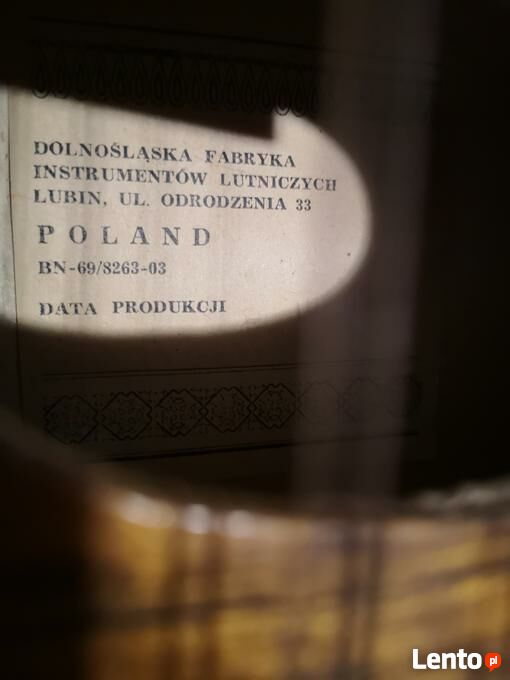 DOLNOŚLĄSKA FABRYKA
INSTRUMENTÓW LUTNICZYCH
LUBIN, UL. ODRODZENIA 33
POLAND
BN-69/8263-03
DATA PRODUKCJI
Lento.pl